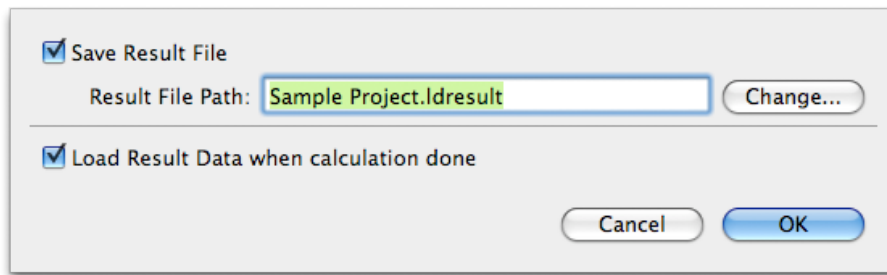 Save Result File
Result File Path: Sample Project.ldresult Change...
Load Result Data when calculation done
Cancel OK